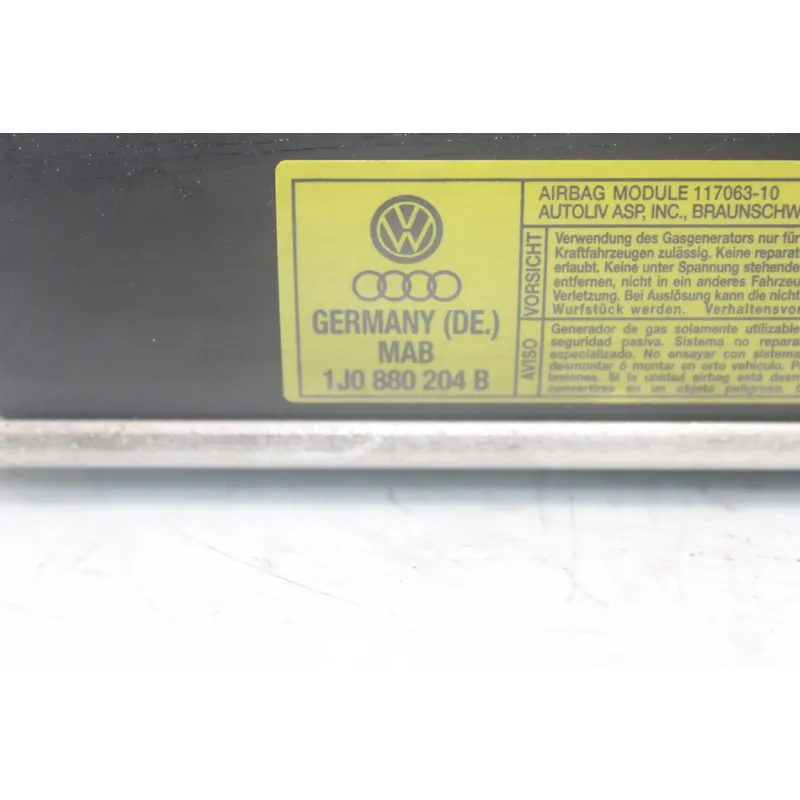 GERMANY (DE.)
MAB
1J0 880 204 B
AIRBAG MODULE 117063-10
AUTOLIV ASP, INC., BRAUNSCHW
VORSICHT
Verwendung des Gasgenerators nur für
Kraftfahrzeugen zulässig. Keine reparat
erlaubt. Keine unter Spannung stehende
entfernen, nicht in ein anderes Fahrzeu
Verletzung. Bei Auslösung kann die nicht
Wurfstück werden. Verhaltensvor
AVISO
Generador de gas solamente utilizable
seguridad pasiva. Sistema no repara
especializado. No ensayar con sistema
desmontar ó montar en orto vehículo. P
lesiones. Si la unidad airbag está desm
convertirse en un objeto peligroso.